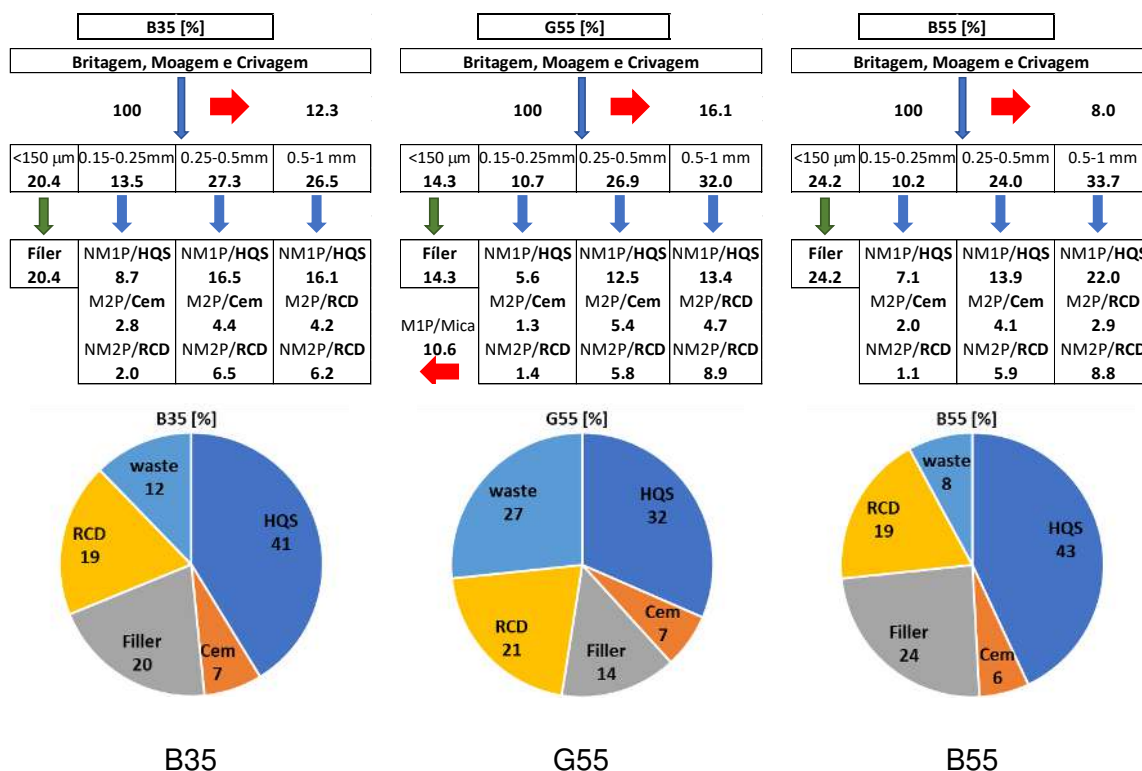 B35 [%]
Britagem, Moagem e Crivagem
100 12.3
<150 µm 0.15-0.25mm 0.25-0.5mm 0.5-1 mm
20.4 13.5 27.3 26.5
Fíler NM1P/HQS NM1P/HQS NM1P/HQS
20.4 8.7 16.5 16.1
M2P/Cem M2P/Cem M2P/RCD
2.8 4.4 4.2
NM2P/RCD NM2P/RCD NM2P/RCD
2.0 6.5 6.2
G55 [%]
Britagem, Moagem e Crivagem
100 16.1
<150 µm 0.15-0.25mm 0.25-0.5mm 0.5-1 mm
14.3 10.7 26.9 32.0
Fíler NM1P/HQS NM1P/HQS NM1P/HQS
14.3 5.6 12.5 13.4
M2P/Cem M2P/Cem M2P/RCD
M1P/Mica 1.3 5.4 4.7
10.6 NM2P/RCD NM2P/RCD NM2P/RCD
1.4 5.8 8.9
B55 [%]
Britagem, Moagem e Crivagem
100 8.0
<150 µm 0.15-0.25mm 0.25-0.5mm 0.5-1 mm
24.2 10.2 24.0 33.7
Fíler NM1P/HQS NM1P/HQS NM1P/HQS
24.2 7.1 13.9 22.0
M2P/Cem M2P/Cem M2P/RCD
2.0 4.1 2.9
NM2P/RCD NM2P/RCD NM2P/RCD
1.1 5.9 8.8
B35 [%]
waste
12
HQS
41
RCD
19
Filler
20
Cem
7
B35
G55 [%]
waste
27
HQS
32
RCD
21
Filler
14
Cem
7
G55
B55 [%]
waste
8
HQS
43
RCD
19
Filler
24
Cem
6
B55